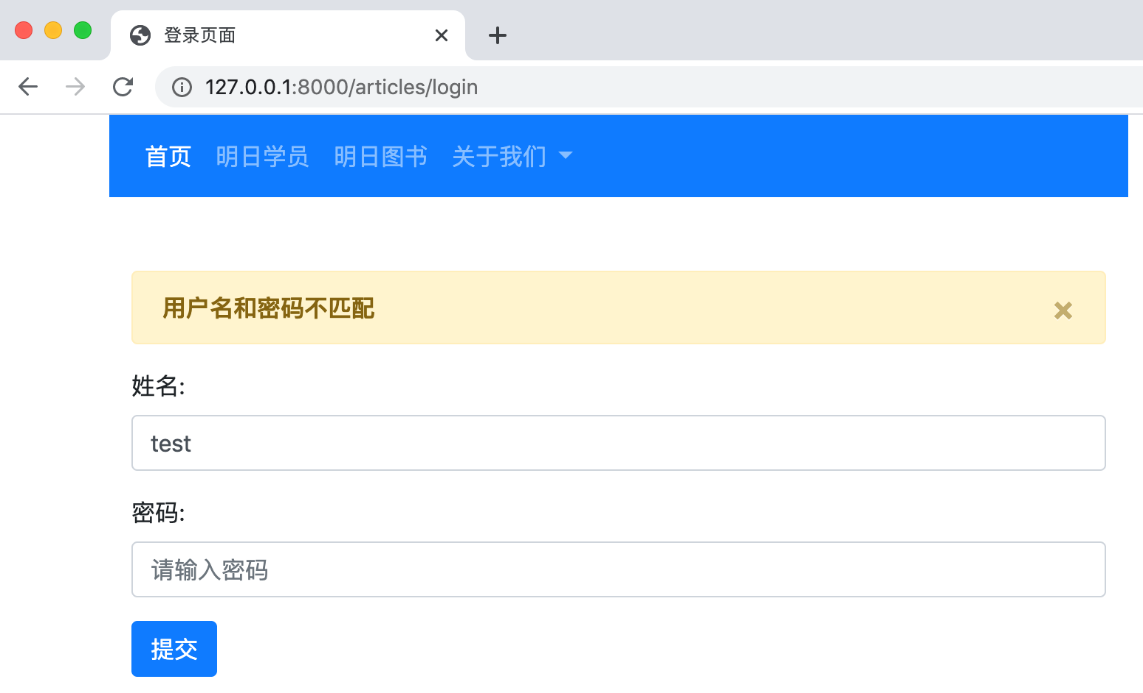 登录页面
127.0.0.1:8000/articles/login
首页 明日学员 明日图书 关于我们
用户名和密码不匹配
姓名:
test
密码:
请输入密码
提交